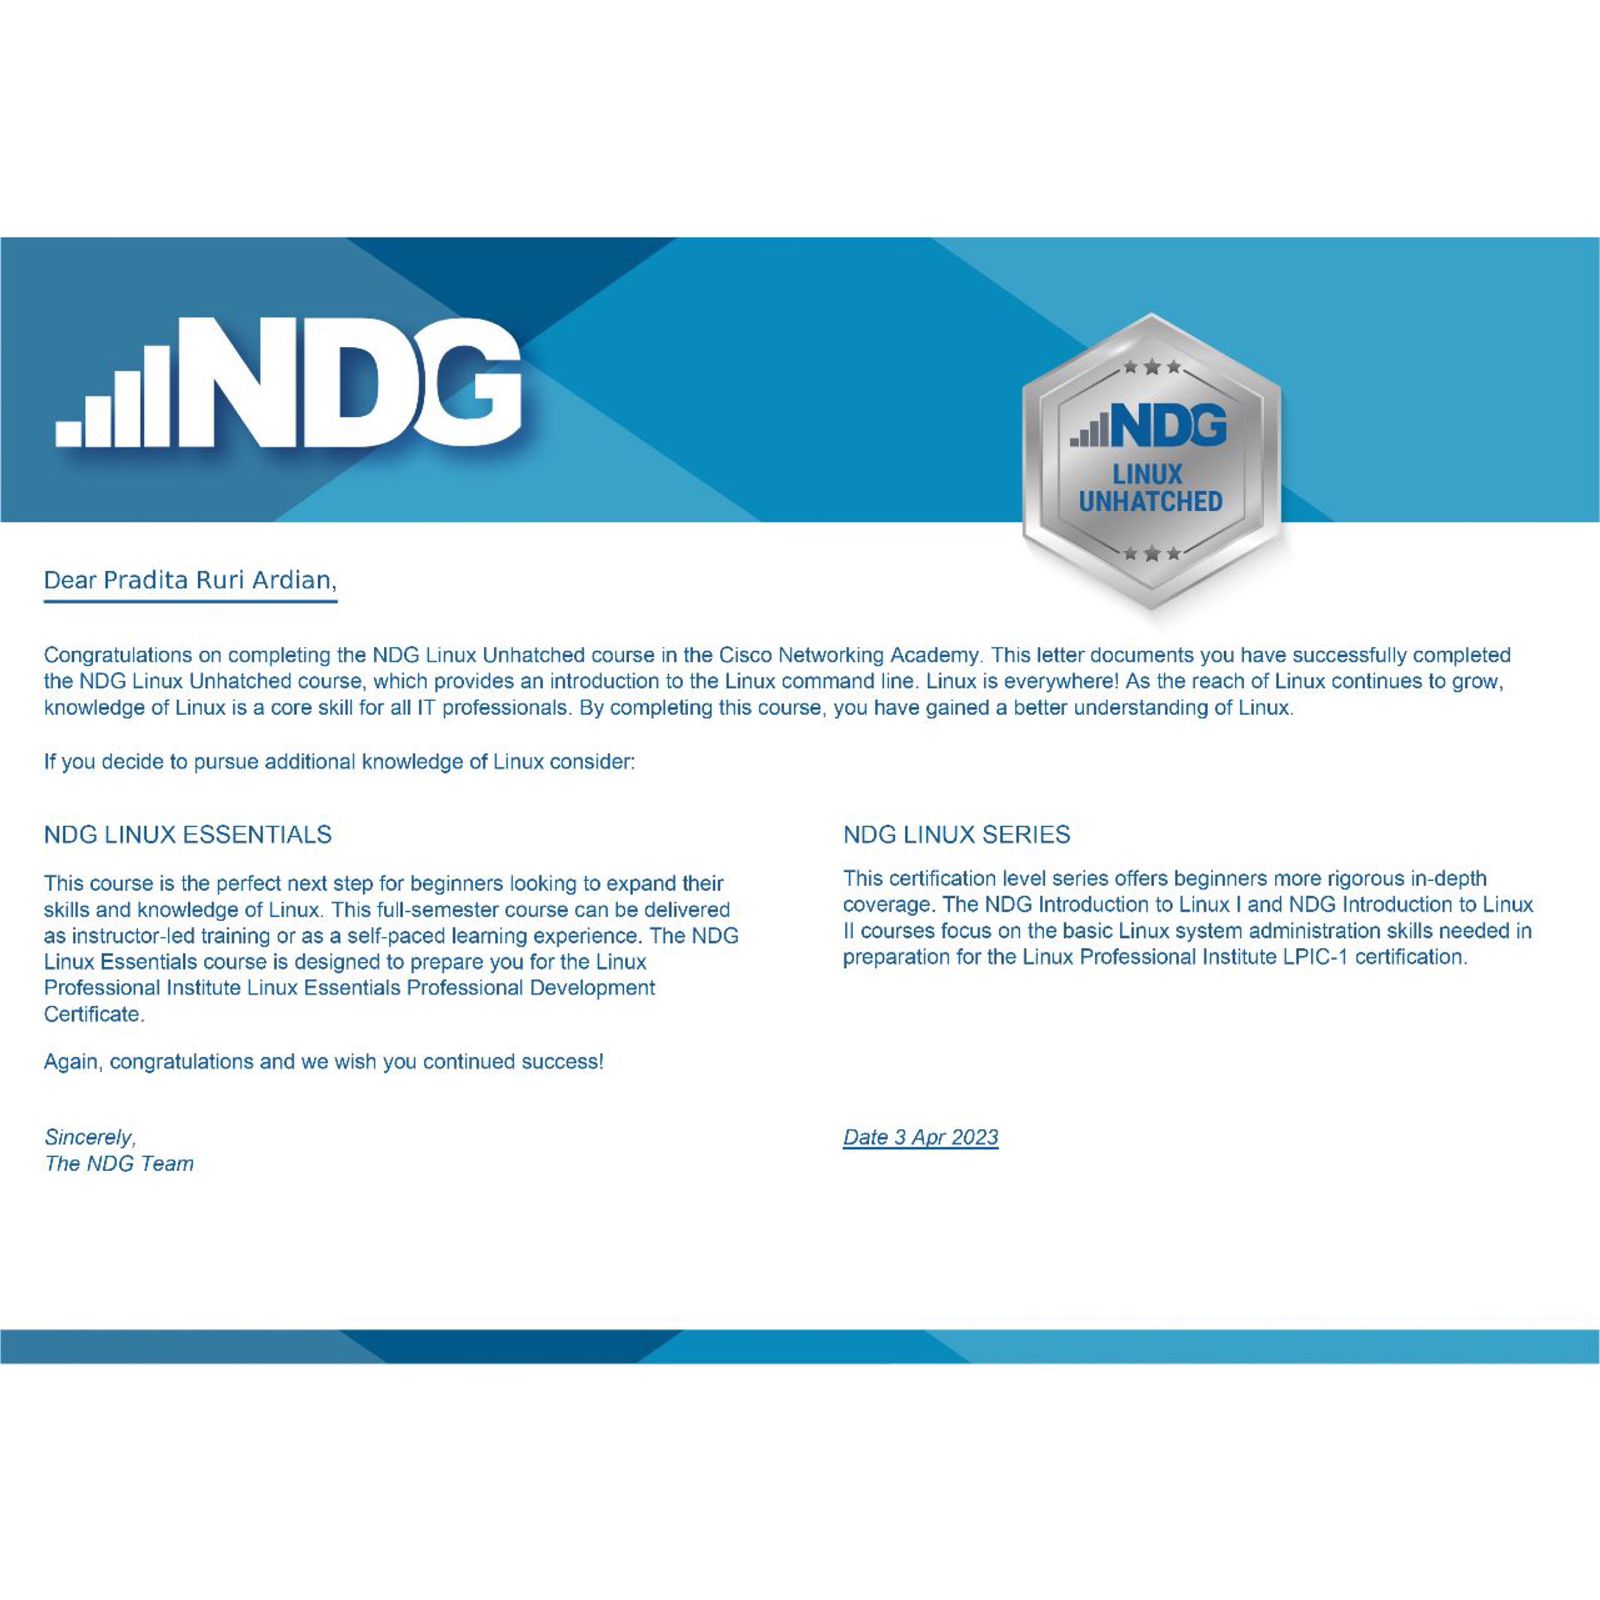 NDG
NDG
LINUX
UNHATCHED
Dear Pradita Ruri Ardian,
Congratulations on completing the NDG Linux Unhatched course in the Cisco Networking Academy. This letter documents you have successfully completed
the NDG Linux Unhatched course, which provides an introduction to the Linux command line. Linux is everywhere! As the reach of Linux continues to grow,
knowledge of Linux is a core skill for all IT professionals. By completing this course, you have gained a better understanding of Linux.
If you decide to pursue additional knowledge of Linux consider:
NDG LINUX ESSENTIALS
This course is the perfect next step for beginners looking to expand their
skills and knowledge of Linux. This full-semester course can be delivered
as instructor-led training or as a self-paced learning experience. The NDG
Linux Essentials course is designed to prepare you for the Linux
Professional Institute Linux Essentials Professional Development
Certificate.
NDG LINUX SERIES
This certification level series offers beginners more rigorous in-depth
coverage. The NDG Introduction to Linux I and NDG Introduction to Linux
II courses focus on the basic Linux system administration skills needed in
preparation for the Linux Professional Institute LPIC-1 certification.
Again, congratulations and we wish you continued success!
Sincerely,
The NDG Team
Date 3 Apr 2023